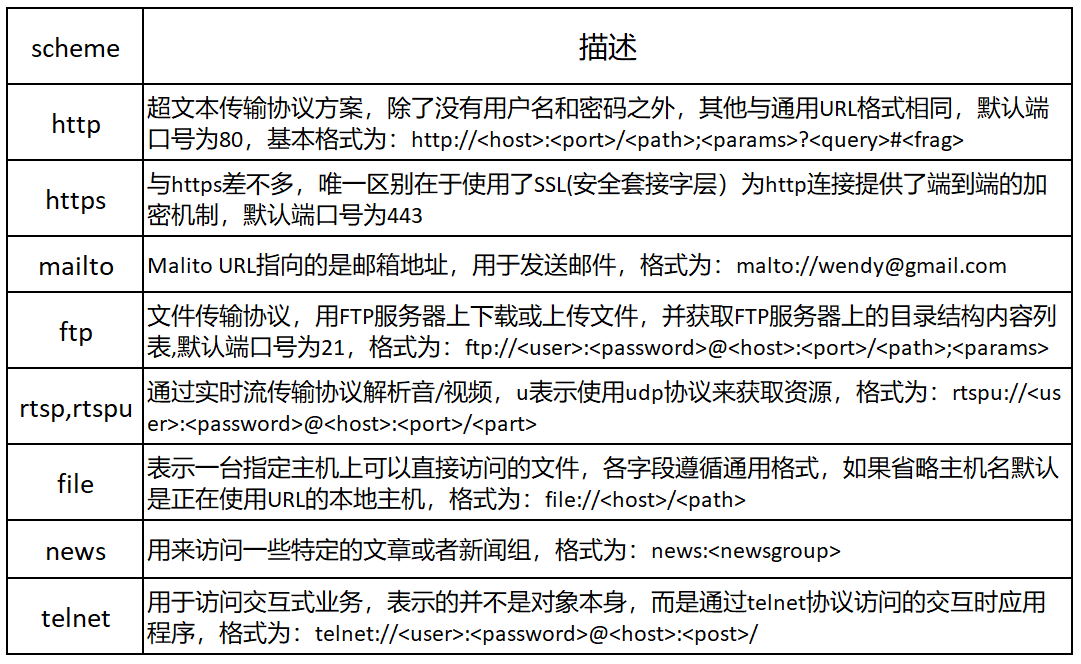 scheme 描述
http
超文本传输协议方案，除了没有用户名和密码之外，其他与通用URL格式相同，默认端
口号为80，基本格式为：http://<host>:<port>/<path>;<params>?<query>#<frag>
https
与https差不多，唯一区别在于使用了SSL(安全套接字层）为http连接提供了端到端的加
密机制，默认端口号为443
mailto
Malito URL指向的是邮箱地址，用于发送邮件，格式为：malto://wendy@gmail.com
ftp
文件传输协议，用FTP服务器上下载或上传文件，并获取FTP服务器上的目录结构内容列
表,默认端口号为21，格式为：ftp://<user>:<password>@<host>:<port>/<path>;<params>
rtsp,rtspu
通过实时流传输协议解析音/视频，u表示使用udp协议来获取资源，格式为：rtspu://<us
er>:<password>@<host>:<port>/<part>
file
表示一台指定主机上可以直接访问的文件，各字段遵循通用格式，如果省略主机名默认
是正在使用URL的本地主机，格式为：file://<host>/<path>
news
用来访问一些特定的文章或者新闻组，格式为：news:<newsgroup>
telnet
用于访问交互式业务，表示的并不是对象本身，而是通过telnet协议访问的交互时应用
程序，格式为：telnet://<user>:<password>@<host>:<post>/